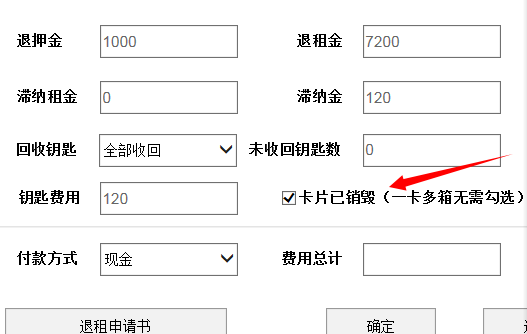 退押金 1000 退租金 7200
滞纳租金 0 滞纳金 120
回收钥匙 全部收回 未收回钥匙数 0
钥匙费用 120 卡片已销毁（一卡多箱无需勾选）
付款方式 现金 费用总计
退租申请书 确定